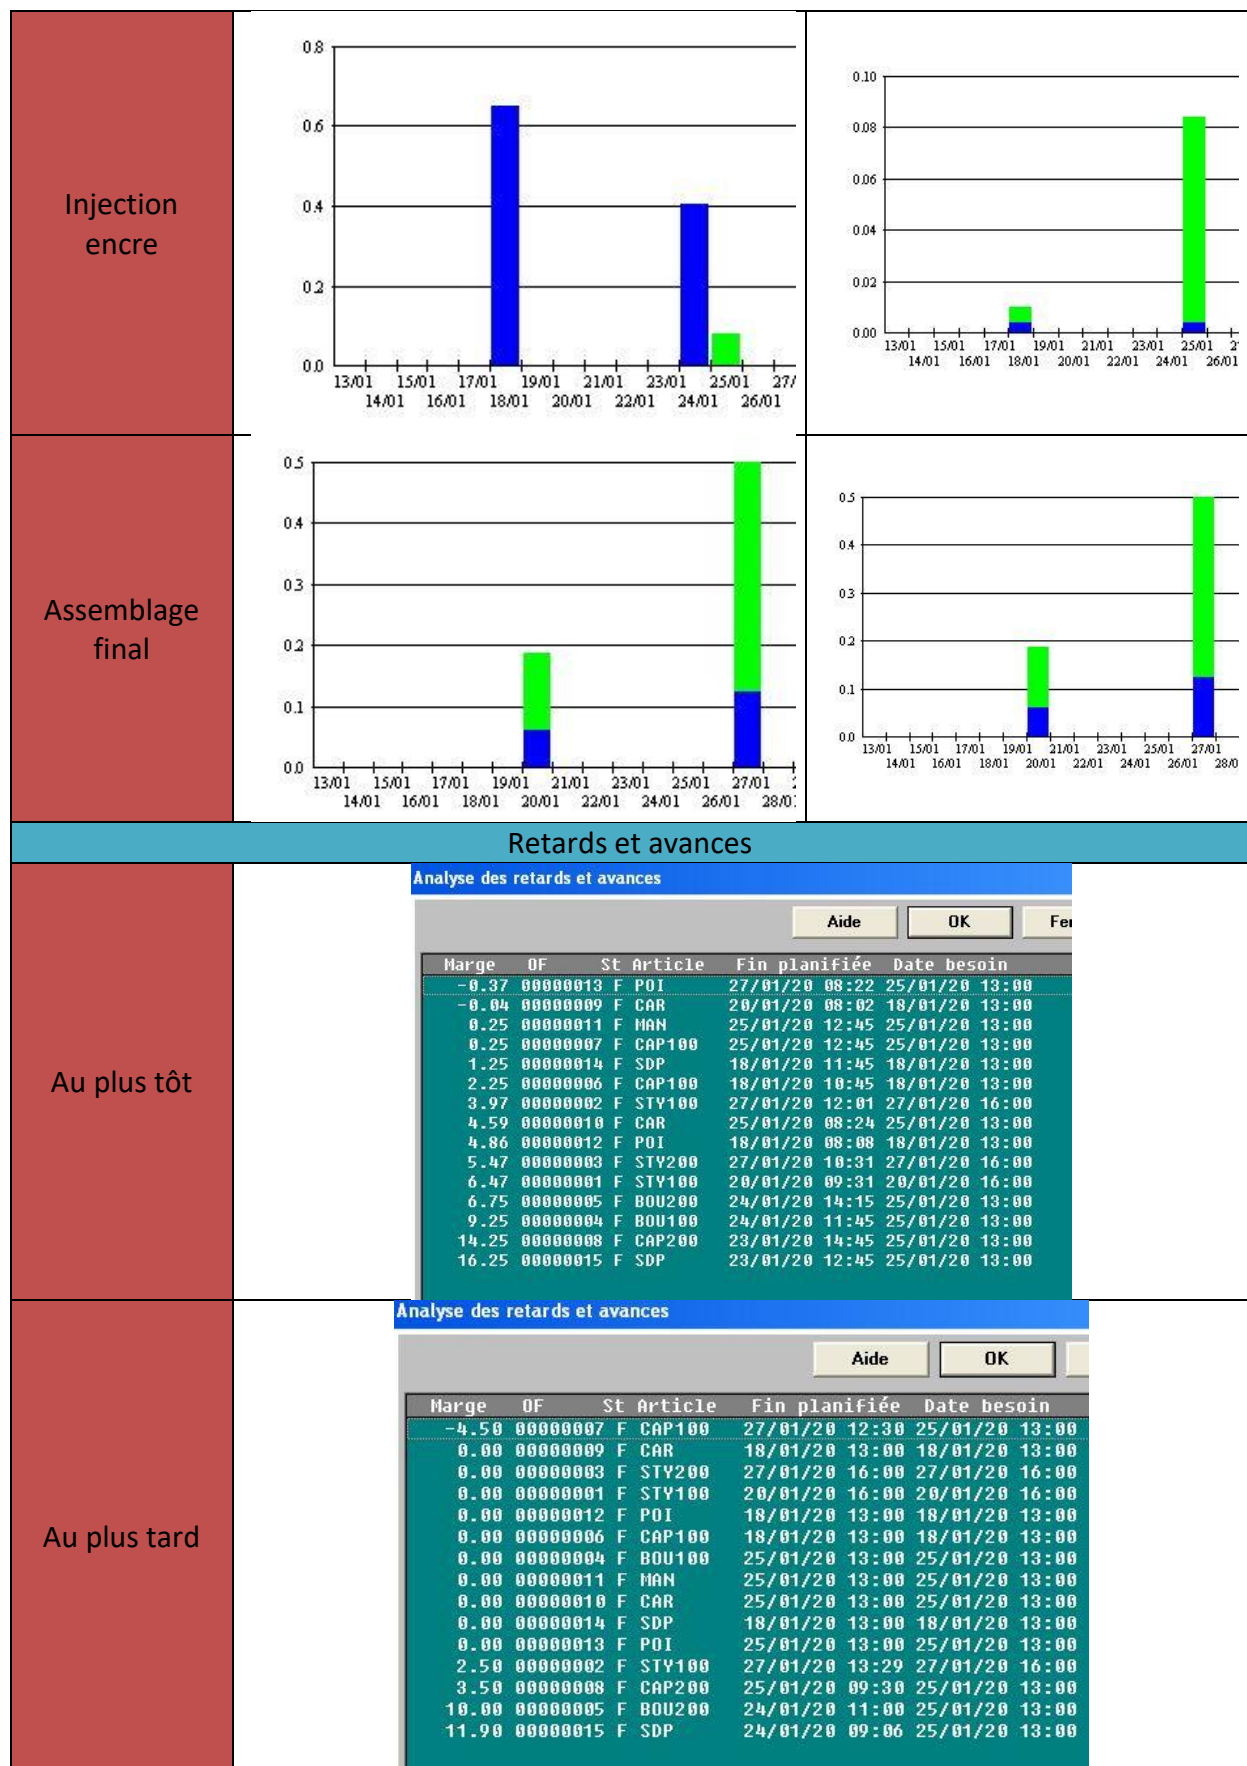 Injection
encre
0.8
0.6
0.4
0.2
0.0
13/01 15/01 17/01 19/01 21/01 23/01 25/01 27/
14/01 16/01 18/01 20/01 22/01 24/01 26/01
0.10
0.08
0.06
0.04
0.02
0.00
13/01 15/01 17/01 19/01 21/01 23/01 25/01 2
14/01 16/01 18/01 20/01 22/01 24/01 26/01
Assemblage
final
0.5
0.4
0.3
0.2
0.1
0.0
13/01 15/01 17/01 19/01 21/01 23/01 25/01 27/01
14/01 16/01 18/01 20/01 22/01 24/01 26/01 28/01
0.5
0.4
0.3
0.2
0.1
0.0
13/01 15/01 17/01 19/01 21/01 23/01 25/01 27/01
14/01 16/01 18/01 20/01 22/01 24/01 26/01 28/0
Retards et avances
Au plus tôt
Analyse des retards et avances
Aide OK Fer
Marge OF St Article Fin planifiée Date besoin
-0.37 00000013 F POI 27/01/20 08:22 25/01/20 13:00
-0.04 00000009 F CAR 20/01/20 08:02 18/01/20 13:00
0.25 00000011 F MAN 25/01/20 12:45 25/01/20 13:00
0.25 00000007 F CAP100 25/01/20 12:45 25/01/20 13:00
1.25 00000014 F SDP 18/01/20 11:45 18/01/20 13:00
2.25 00000006 F CAP100 18/01/20 10:45 18/01/20 13:00
3.97 00000002 F STY100 27/01/20 12:01 27/01/20 16:00
4.59 00000010 F CAR 25/01/20 08:24 25/01/20 13:00
4.86 00000012 F POI 18/01/20 08:08 18/01/20 13:00
5.47 00000003 F STY200 27/01/20 10:31 27/01/20 16:00
6.47 00000001 F STY100 20/01/20 09:31 20/01/20 16:00
6.75 00000005 F BOU200 24/01/20 14:15 25/01/20 13:00
9.25 00000004 F BOU100 24/01/20 11:45 25/01/20 13:00
14.25 00000008 F CAP200 23/01/20 14:45 25/01/20 13:00
16.25 00000015 F SDP 23/01/20 12:45 25/01/20 13:00
Au plus tard
Analyse des retards et avances
Aide OK
Marge OF St Article Fin planifiée Date besoin
-4.50 00000007 F CAP100 27/01/20 12:30 25/01/20 13:00
0.00 00000009 F CAR 18/01/20 13:00 18/01/20 13:00
0.00 00000003 F STY200 27/01/20 16:00 27/01/20 16:00
0.00 00000001 F STY100 20/01/20 16:00 20/01/20 16:00
0.00 00000012 F POI 18/01/20 13:00 18/01/20 13:00
0.00 00000006 F CAP100 18/01/20 13:00 18/01/20 13:00
0.00 00000004 F BOU100 25/01/20 13:00 25/01/20 13:00
0.00 00000011 F MAN 25/01/20 13:00 25/01/20 13:00
0.00 00000010 F CAR 25/01/20 13:00 25/01/20 13:00
0.00 00000014 F SDP 18/01/20 13:00 18/01/20 13:00
0.00 00000013 F POI 25/01/20 13:00 25/01/20 13:00
2.50 00000002 F STY100 27/01/20 13:29 27/01/20 16:00
3.50 00000008 F CAP200 25/01/20 09:30 25/01/20 13:00
10.00 00000005 F BOU200 24/01/20 11:00 25/01/20 13:00
11.90 00000015 F SDP 24/01/20 09:06 25/01/20 13:00